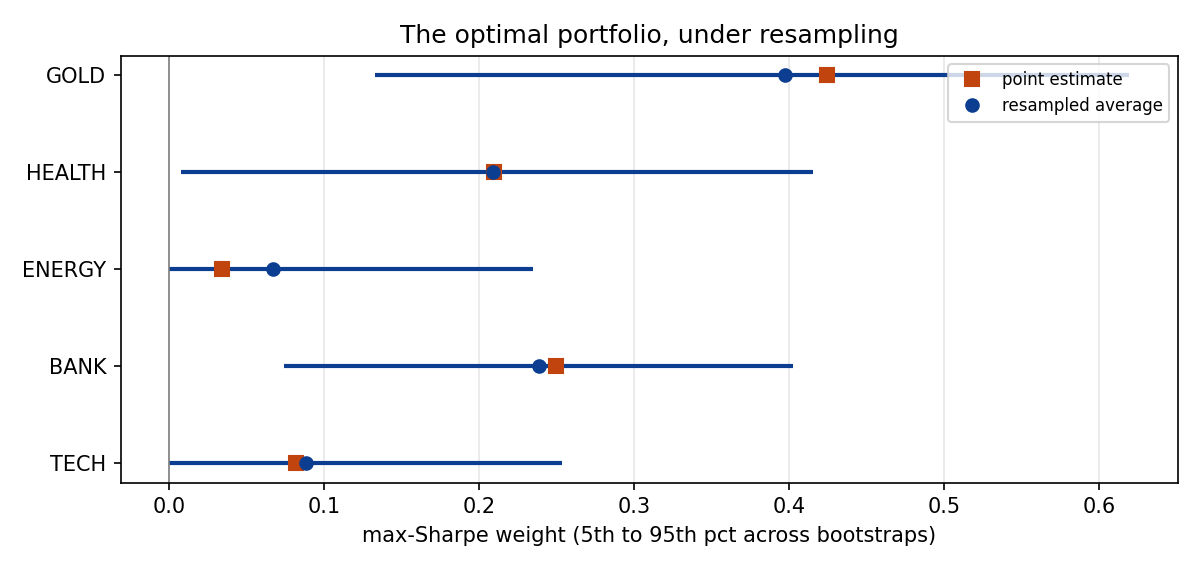 The optimal portfolio, under resampling
GOLD
HEALTH
ENERGY
BANK
TECH
point estimate
resampled average
0.0 0.1 0.2 0.3 0.4 0.5 0.6
max-Sharpe weight (5th to 95th pct across bootstraps)